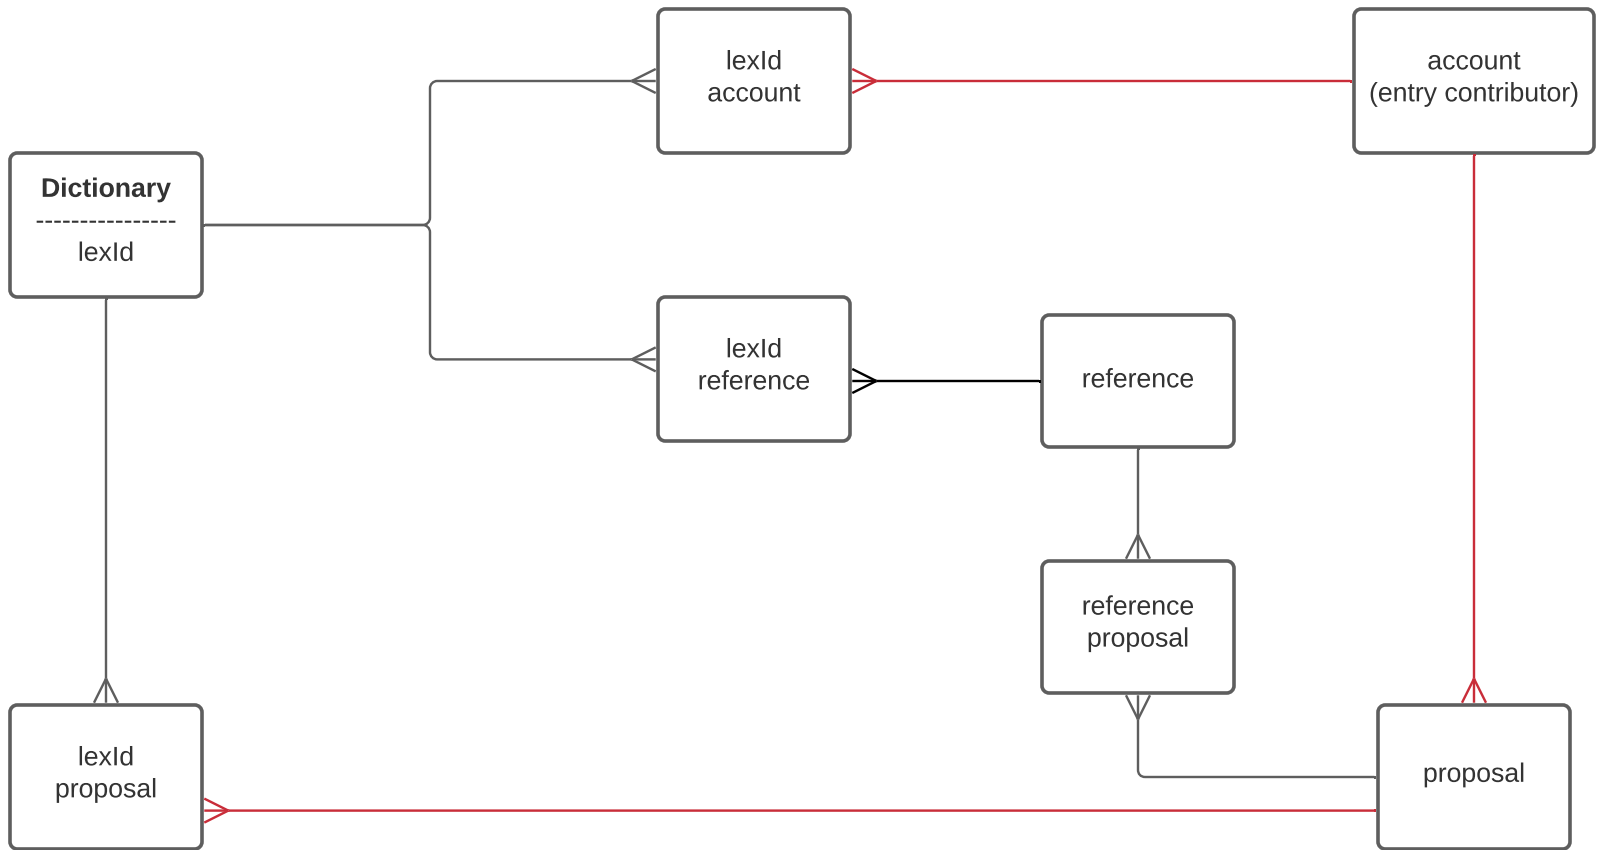 lexId
account
account
(entry contributor)
Dictionary
----------------
lexId
lexId
reference
reference
reference
proposal
lexId
proposal
proposal